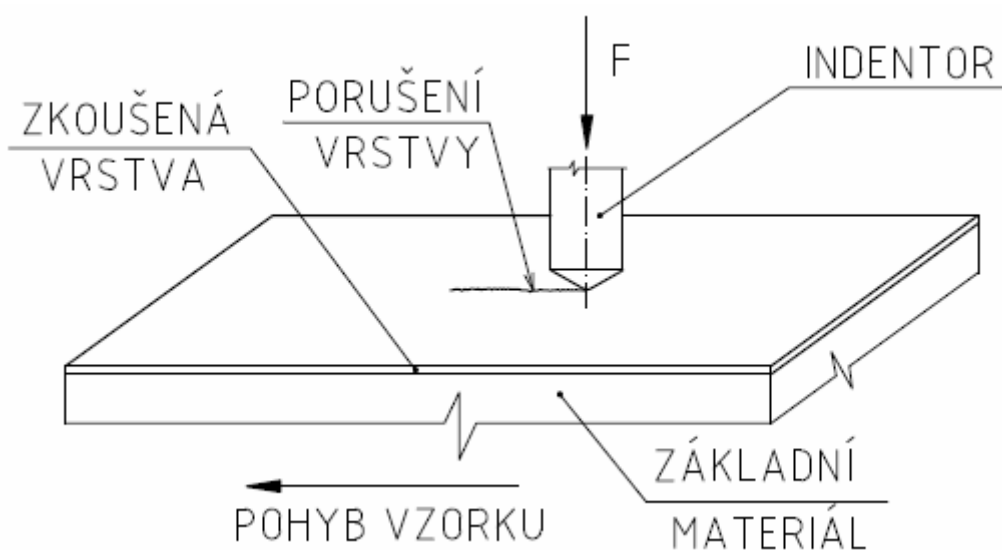 F
INDENTOR
PORUŠENÍ
VRSTVY
ZKOUŠENÁ
VRSTVA
ZÁKLADNÍ
MATERIÁL
POHYB VZORKU